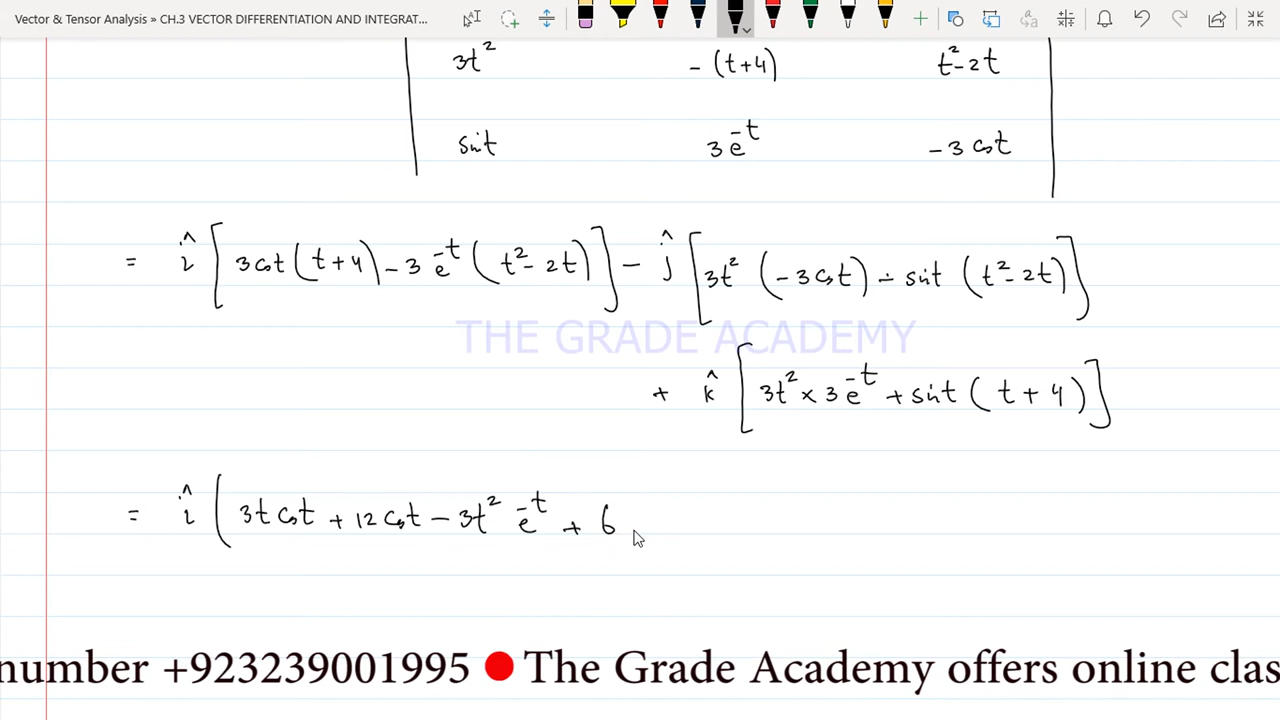 Vector & Tensor Analysis » CH.3 VECTOR DIFFERENTIATION AND INTEGRAT...
3t² -(t+4) t²-2t
sint 3e^-t -3cost
= î [3cost(t+4)-3e^-t(t²-2t)] - ĵ [3t²(-3cost)-sint(t²-2t)]
THE GRADE ACADEMY
+ k̂ [3t²×3e^-t+sint(t+4)]
= î (3tcost+12cost-3t²e^-t+6
number +923239001995 ● The Grade Academy offers online clas